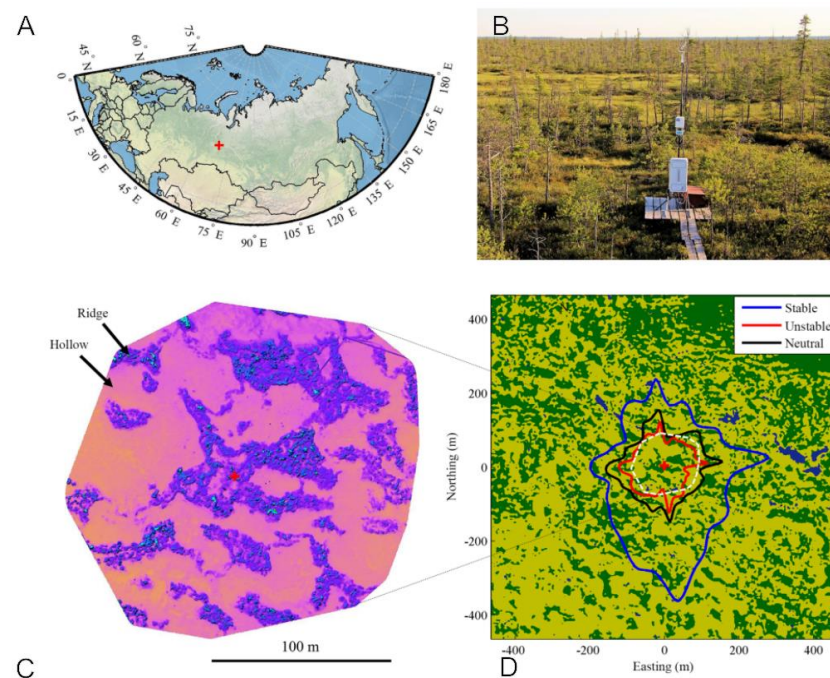 A
45° N
60° N
75° N
0
15
30
45
60° E
75° E
90° E
105° E
120° E
135° E
150° E
165° E
180° E
B
Ridge
Hollow
100 m
C
Stable
Unstable
Neutral
Northing (m)
400
200
0
-200
-400
-400
-200
0
200
400
Easting (m)
D